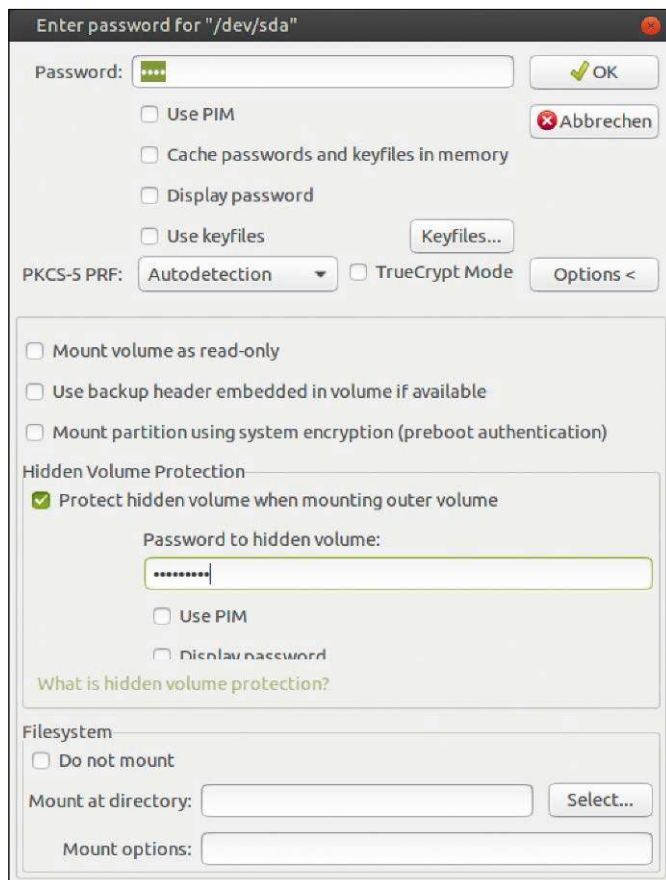 Enter password for "/dev/sda"
Password: •••• OK
Use PIM
Abbrechen
Cache passwords and keyfiles in memory
Display password
Use keyfiles Keyfiles...
PKCS-5 PRF: Autodetection TrueCrypt Mode Options <
Mount volume as read-only
Use backup header embedded in volume if available
Mount partition using system encryption (preboot authentication)
Hidden Volume Protection
Protect hidden volume when mounting outer volume
Password to hidden volume:
•••••••••
Use PIM
Display password
What is hidden volume protection?
Filesystem
Do not mount
Mount at directory: Select...
Mount options: